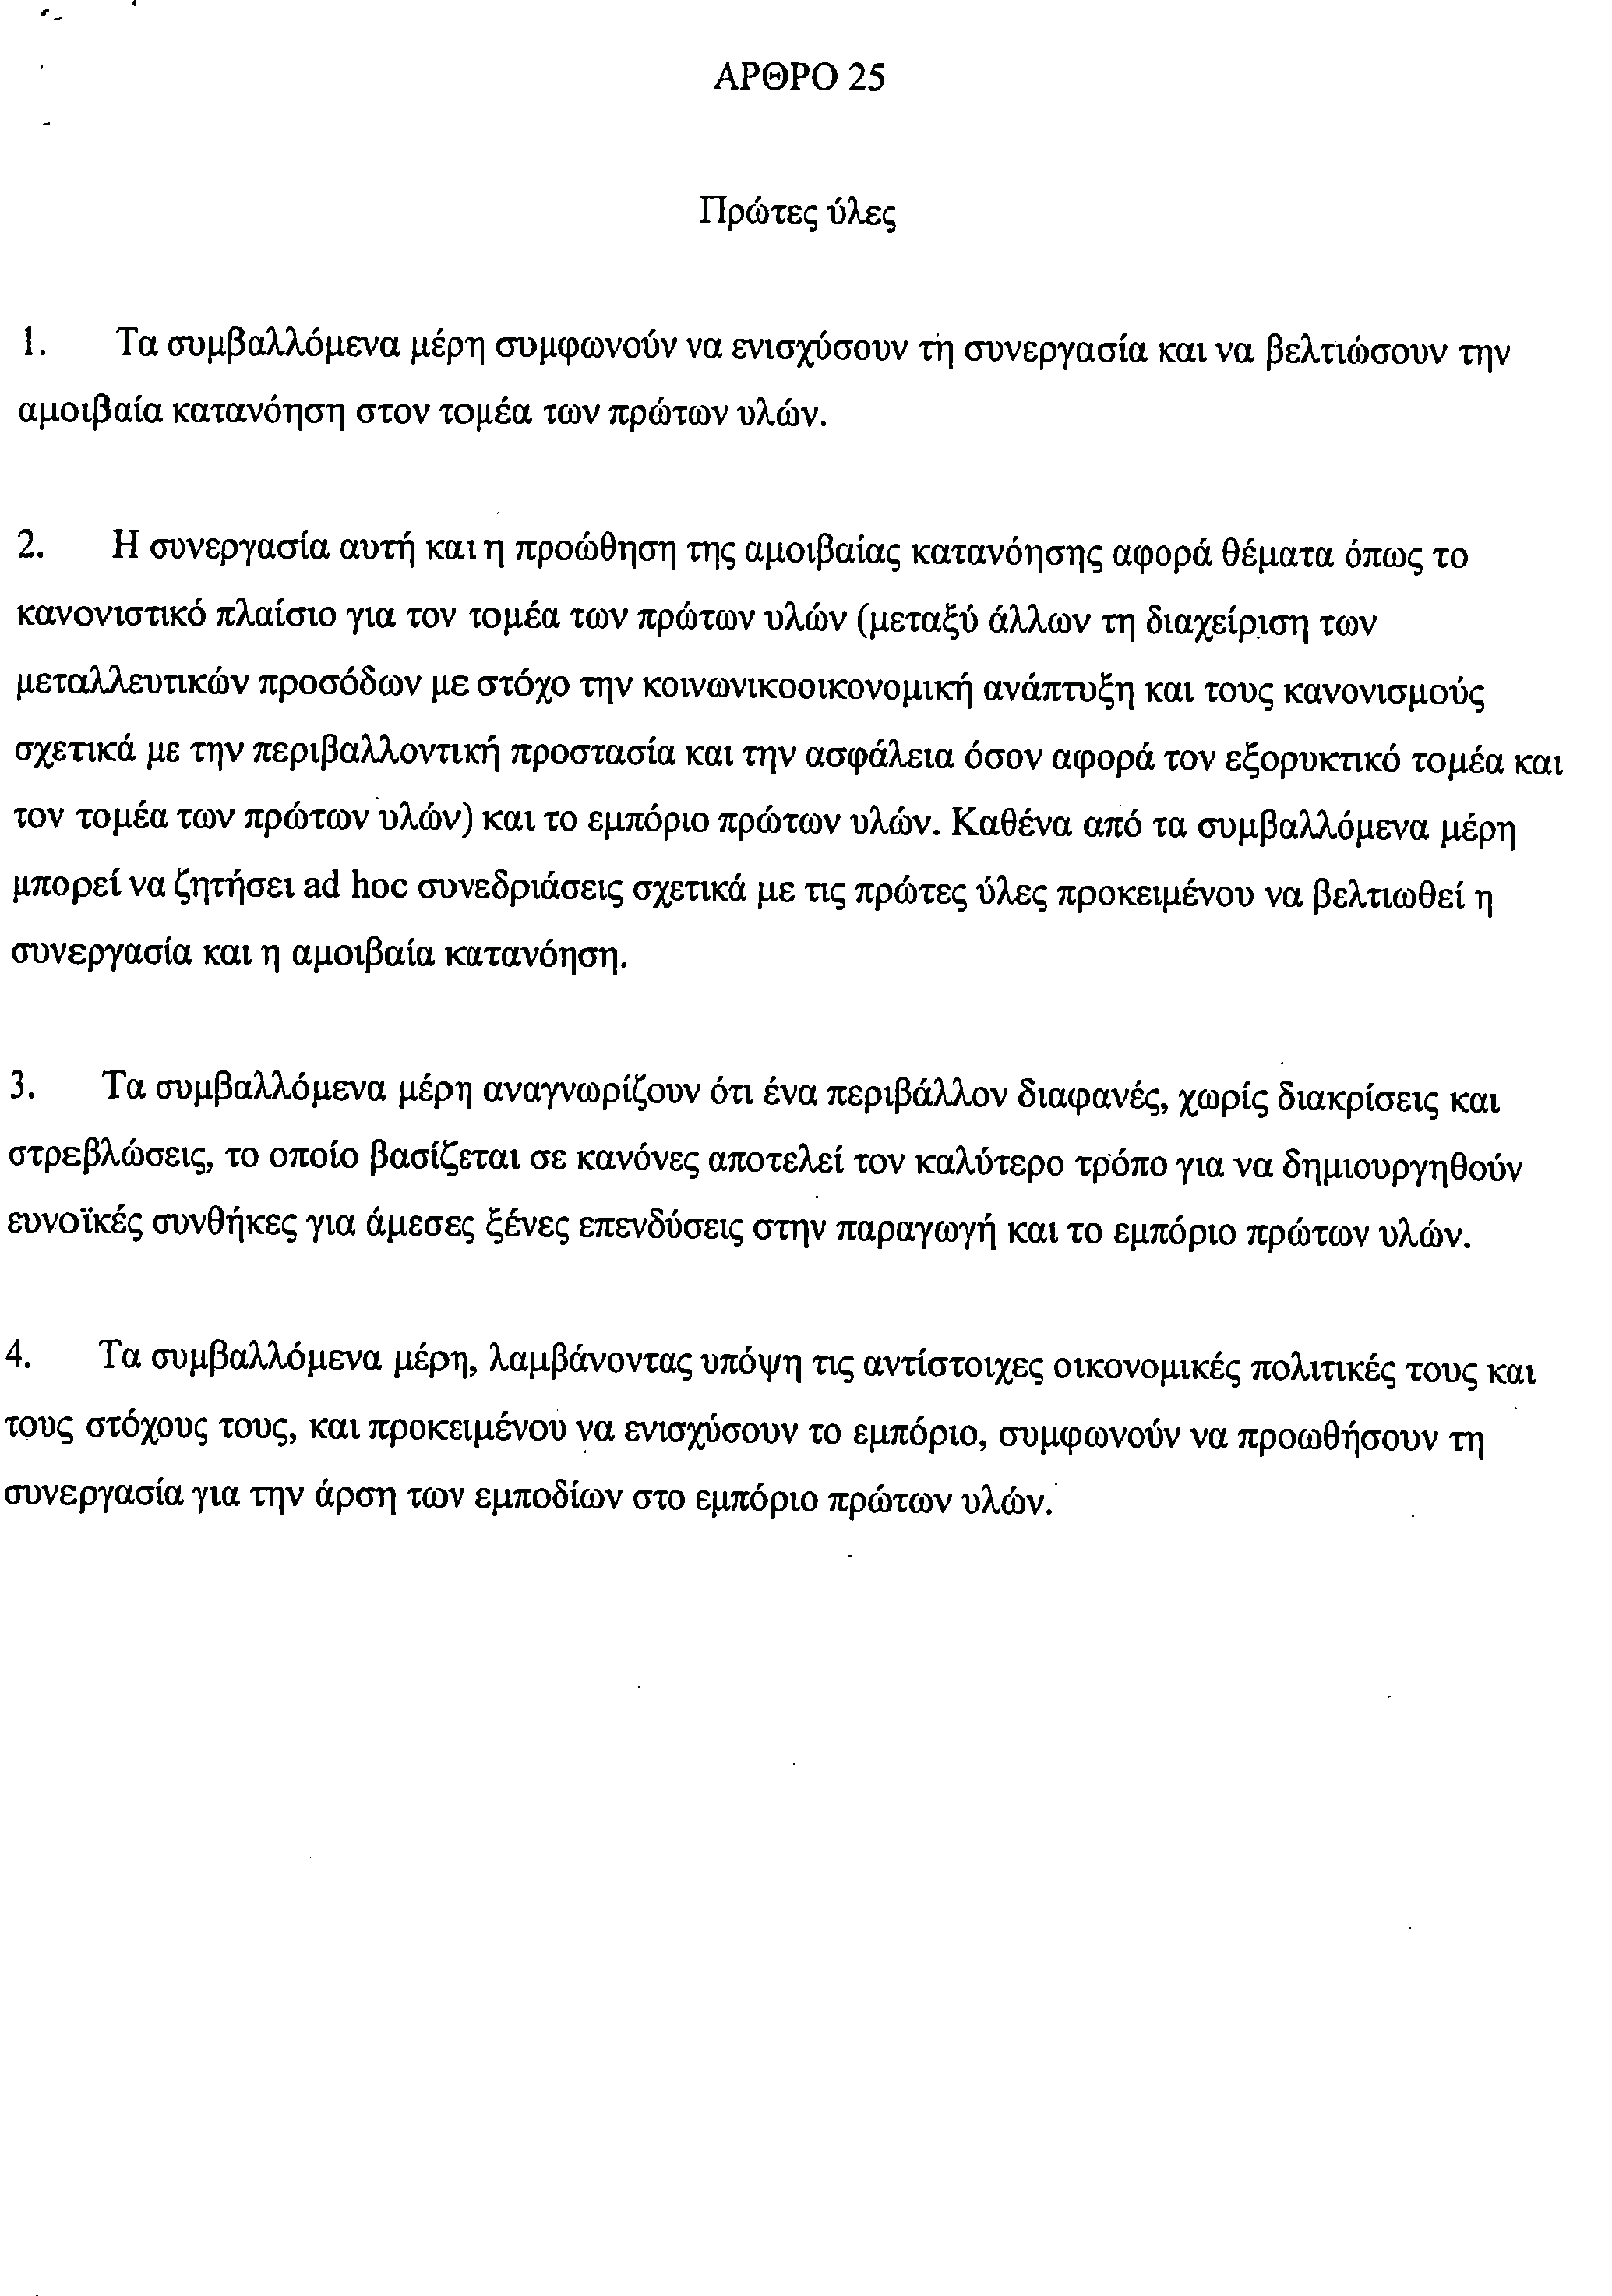 ΑΡΘΡΟ 25
Πρώτες ύλες
1. Τα συμβαλλόμενα μέρη συμφωνούν να ενισχύσουν τη συνεργασία και να βελτιώσουν την
αμοιβαία κατανόηση στον τομέα των πρώτων υλών.
2. Η συνεργασία αυτή και η προώθηση της αμοιβαίας κατανόησης αφορά θέματα όπως το
κανονιστικό πλαίσιο για τον τομέα των πρώτων υλών (μεταξύ άλλων τη διαχείριση των
μεταλλευτικών προσόδων με στόχο την κοινωνικοοικονομική ανάπτυξη και τους κανονισμούς
σχετικά με την περιβαλλοντική προστασία και την ασφάλεια όσον αφορά τον εξορυκτικό τομέα και
τον τομέα των πρώτων υλών) και το εμπόριο πρώτων υλών. Καθένα από τα συμβαλλόμενα μέρη
μπορεί να ζητήσει ad hoc συνεδριάσεις σχετικά με τις πρώτες ύλες προκειμένου να βελτιωθεί η
συνεργασία και η αμοιβαία κατανόηση.
3. Τα συμβαλλόμενα μέρη αναγνωρίζουν ότι ένα περιβάλλον διαφανές, χωρίς διακρίσεις και
στρεβλώσεις, το οποίο βασίζεται σε κανόνες αποτελεί τον καλύτερο τρόπο για να δημιουργηθούν
ευνοϊκές συνθήκες για άμεσες ξένες επενδύσεις στην παραγωγή και το εμπόριο πρώτων υλών.
4. Τα συμβαλλόμενα μέρη, λαμβάνοντας υπόψη τις αντίστοιχες οικονομικές πολιτικές τους και
τους στόχους τους, και προκειμένου να ενισχύσουν το εμπόριο, συμφωνούν να προωθήσουν τη
συνεργασία για την άρση των εμποδίων στο εμπόριο πρώτων υλών.